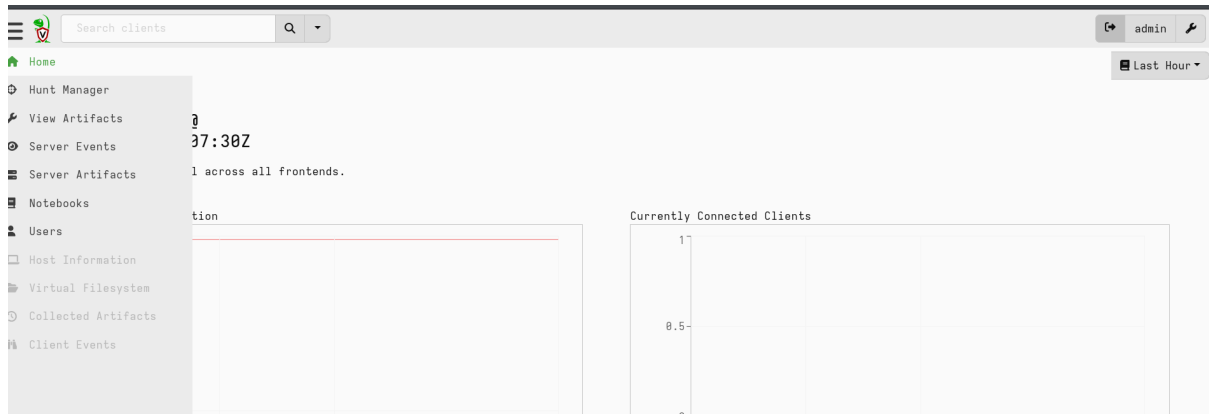 Search clients
admin
Home
Last Hour
Hunt Manager
View Artifacts
@
07:30Z
Server Events
Server Artifacts
l across all frontends.
Notebooks
tion
Currently Connected Clients
Users
1
Host Information
Virtual Filesystem
Collected Artifacts
0.5
Client Events